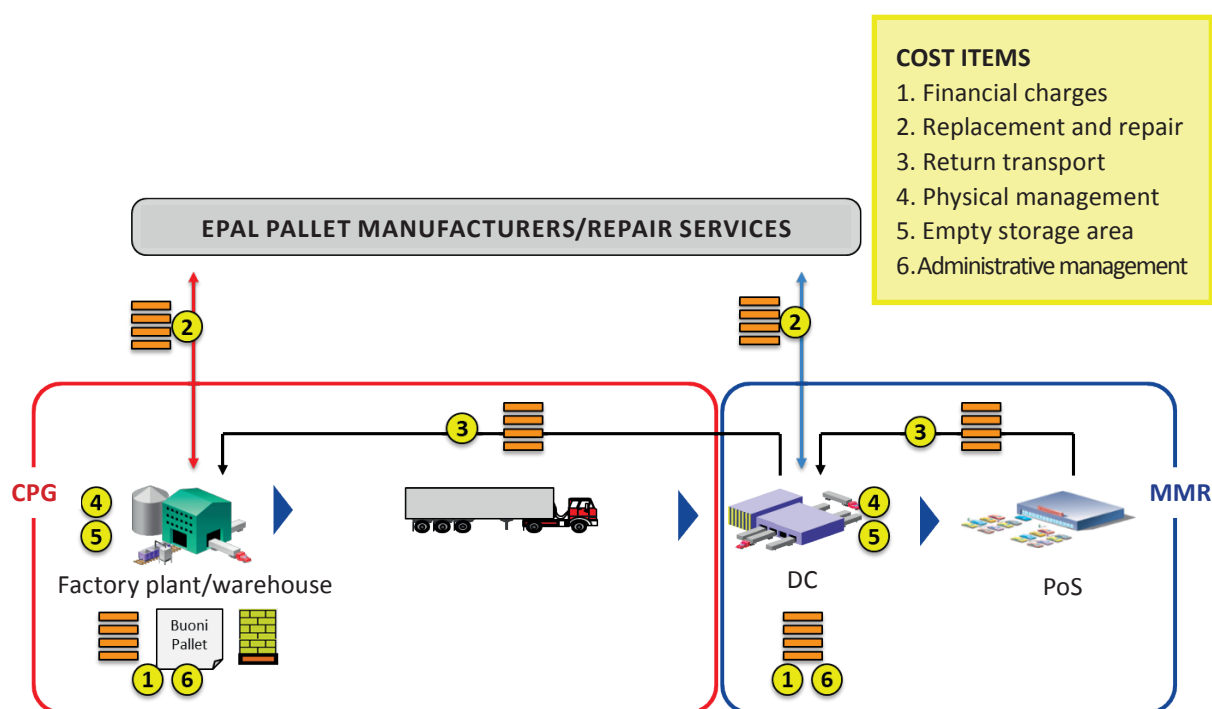 COST ITEMS
1. Financial charges
2. Replacement and repair
3. Return transport
4. Physical management
5. Empty storage area
6. Administrative management
EPAL PALLET MANUFACTURERS/REPAIR SERVICES
2
2
3
3
CPG
MMR
4
5
4
5
Factory plant/warehouse
DC
PoS
Buoni
Pallet
1 6
1 6